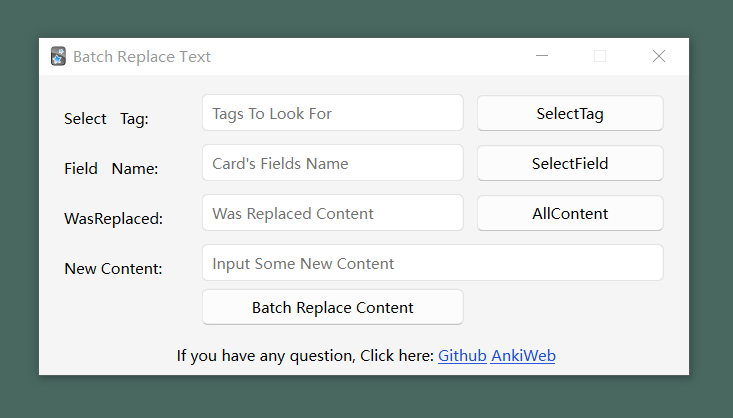 Batch Replace Text
Select Tag: Tags To Look For SelectTag
Field Name: Card's Fields Name SelectField
WasReplaced: Was Replaced Content AllContent
New Content: Input Some New Content
Batch Replace Content
If you have any question, Click here: Github AnkiWeb